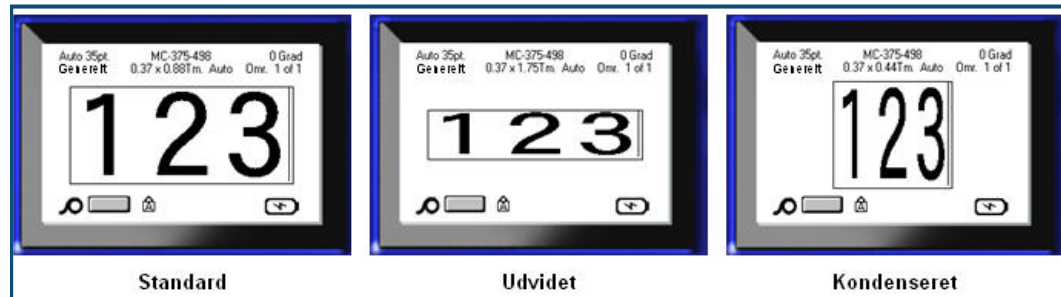 Auto 35pt. MC-375-498 0 Grad
Generelt 0.37 x 0.88Tm. Auto Omr. 1 of 1
123
A
Standard
Auto 35pt. MC-375-498 0 Grad
Generelt 0.37 x 1.75Tm. Auto Omr. 1 of 1
123
A
Udvidet
Auto 35pt. MC-375-498 0 Grad
Generelt 0.37 x 0.44Tm. Auto Omr. 1 of 1
123
A
Kondenseret